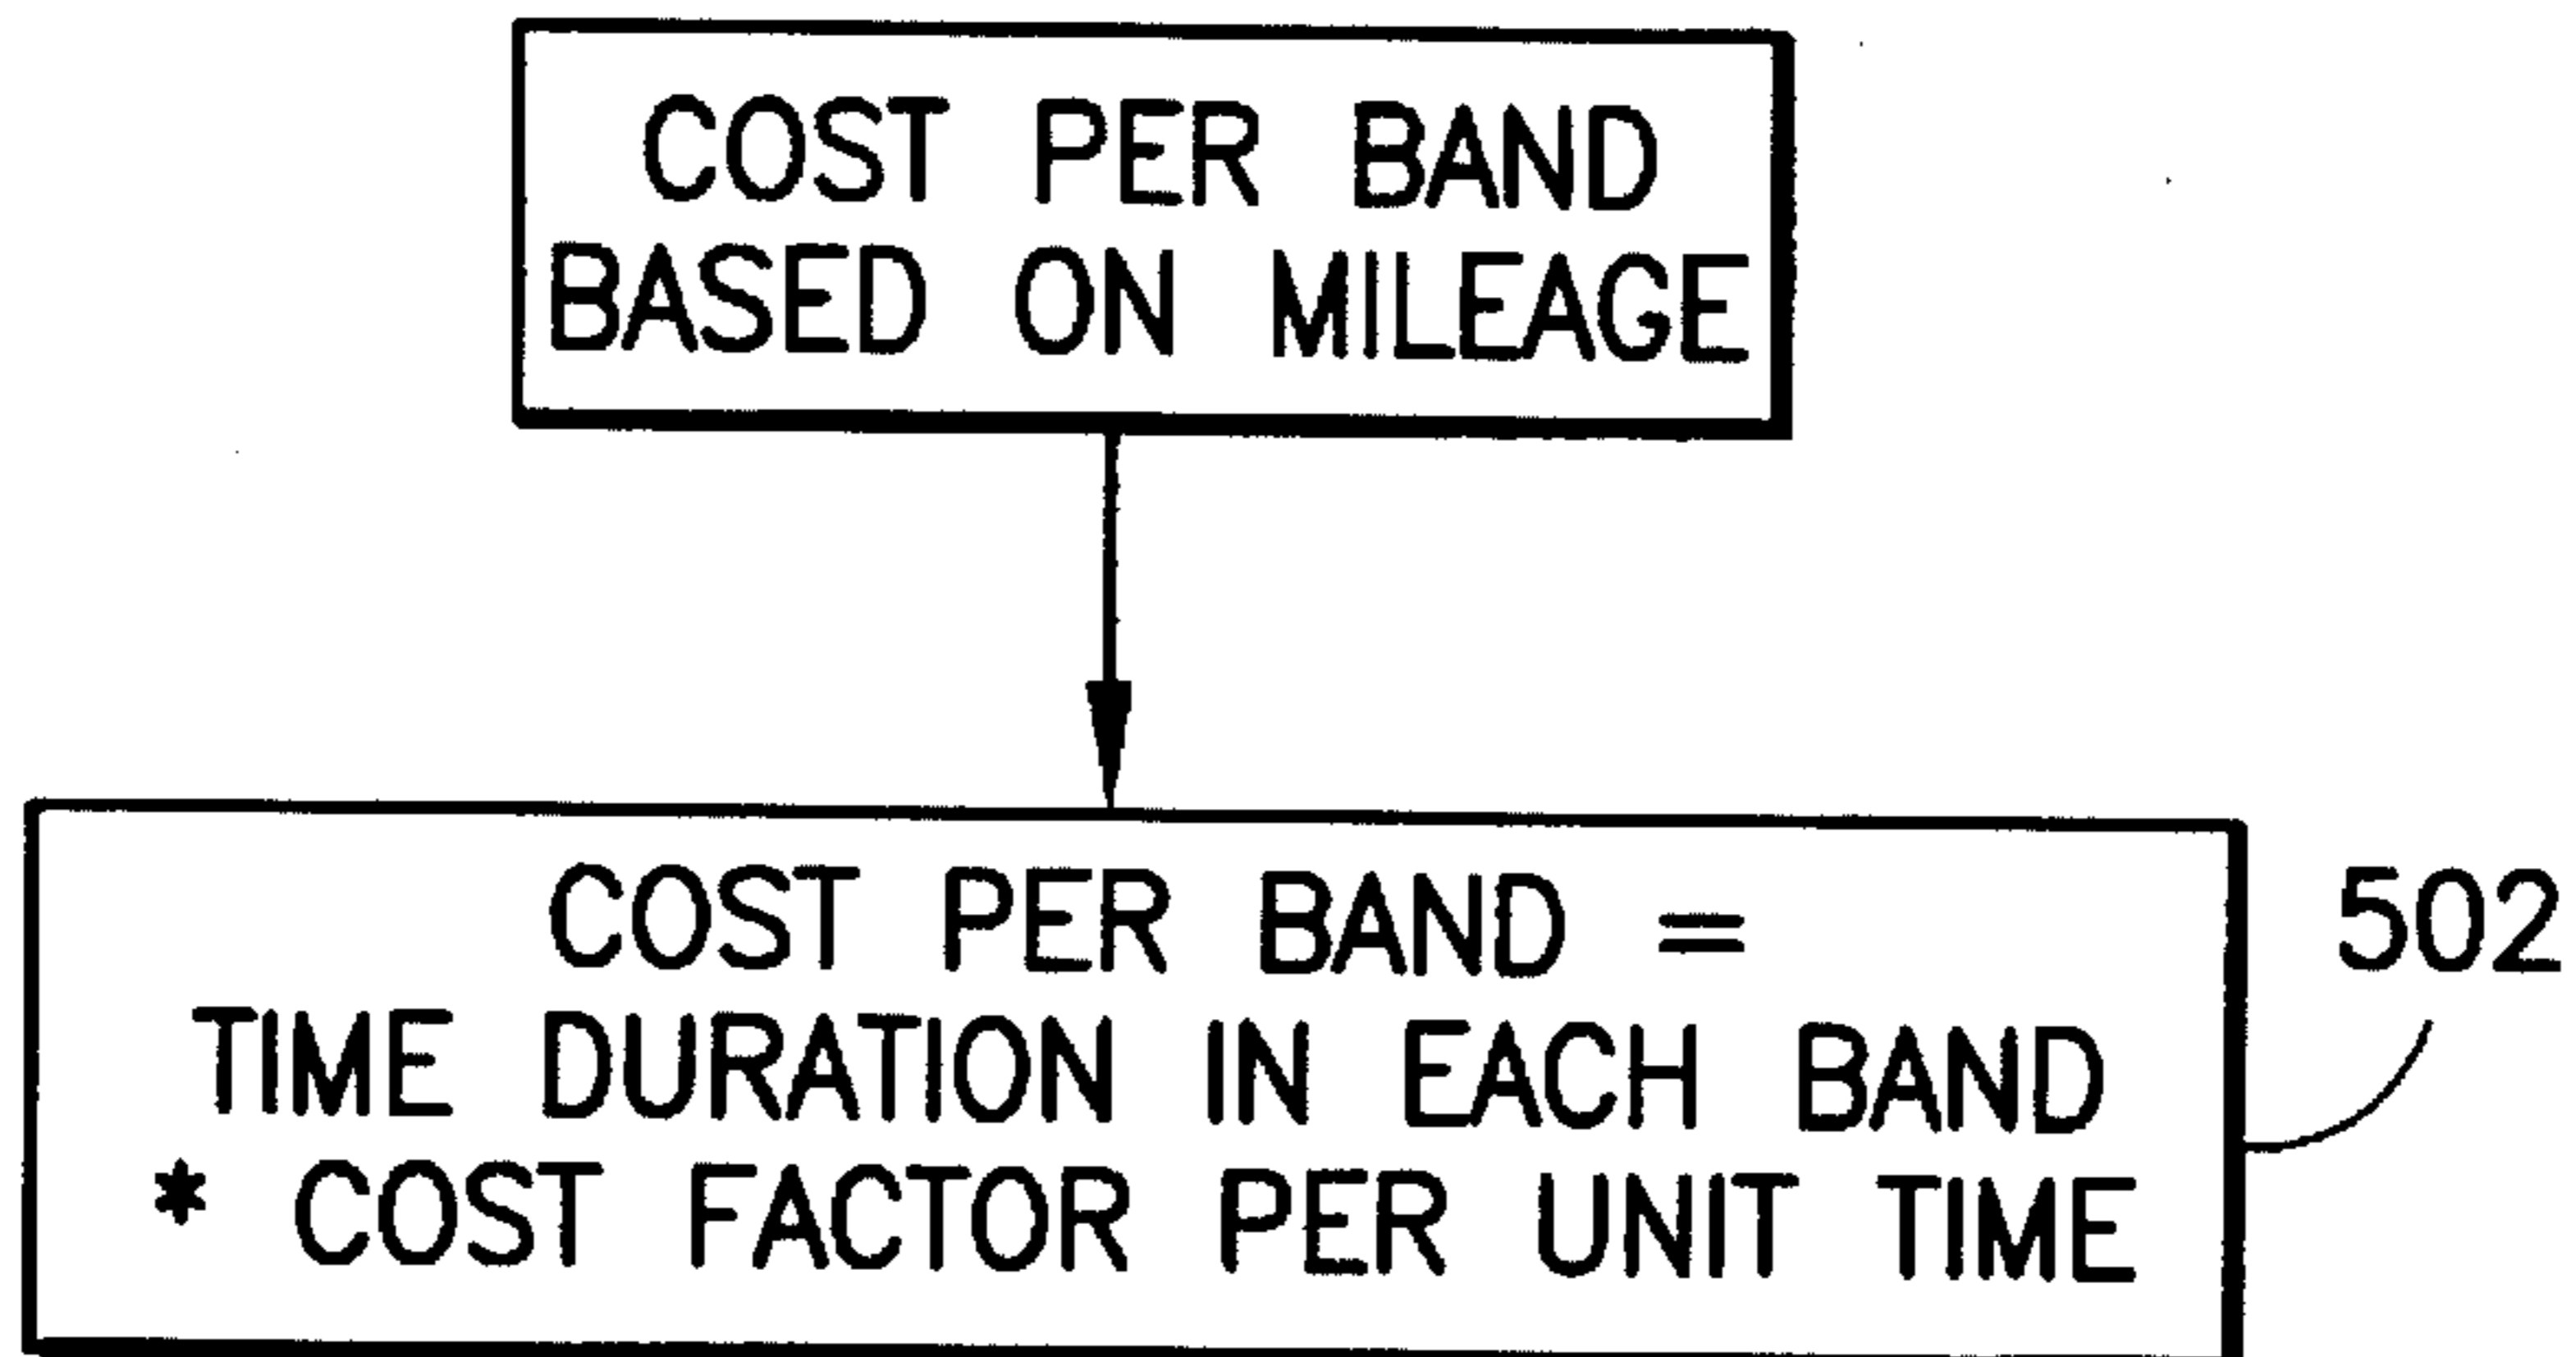 COST PER BAND
BASED ON MILEAGE
COST PER BAND =
TIME DURATION IN EACH BAND
* COST FACTOR PER UNIT TIME
502